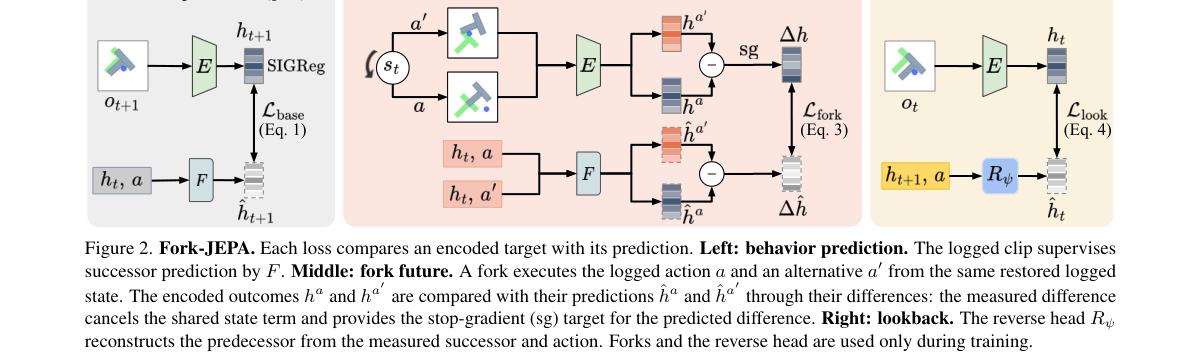 h_{t+1}
E
SIGReg
o_{t+1}
L_base
(Eq. 1)
h_t, a
F
ĥ_{t+1}
a′
s_t
a
E
h^{a′}
h^a
−
sg
Δh
L_fork
(Eq. 3)
h_t, a
h_t, a′
F
ĥ^{a′}
ĥ^a
−
Δĥ
h_t
E
o_t
L_look
(Eq. 4)
h_{t+1}, a
R_ψ
ĥ_t
Figure 2. Fork-JEPA. Each loss compares an encoded target with its prediction. Left: behavior prediction. The logged clip supervises
successor prediction by F. Middle: fork future. A fork executes the logged action a and an alternative a′ from the same restored logged
state. The encoded outcomes h^a and h^{a′} are compared with their predictions ĥ^a and ĥ^{a′} through their differences: the measured difference
cancels the shared state term and provides the stop-gradient (sg) target for the predicted difference. Right: lookback. The reverse head R_ψ
reconstructs the predecessor from the measured successor and action. Forks and the reverse head are used only during training.